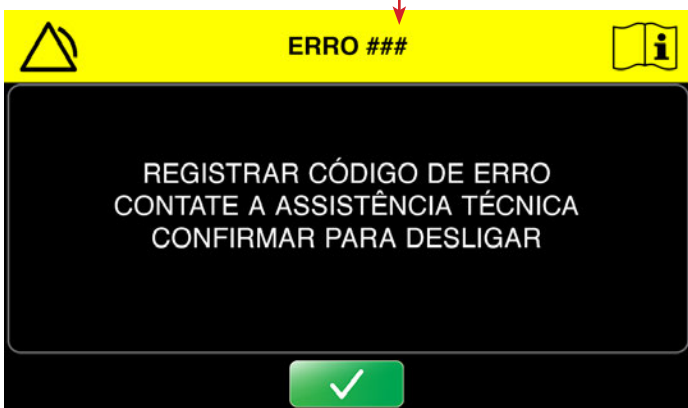 ERRO ###
REGISTRAR CÓDIGO DE ERRO
CONTATE A ASSISTÊNCIA TÉCNICA
CONFIRMAR PARA DESLIGAR